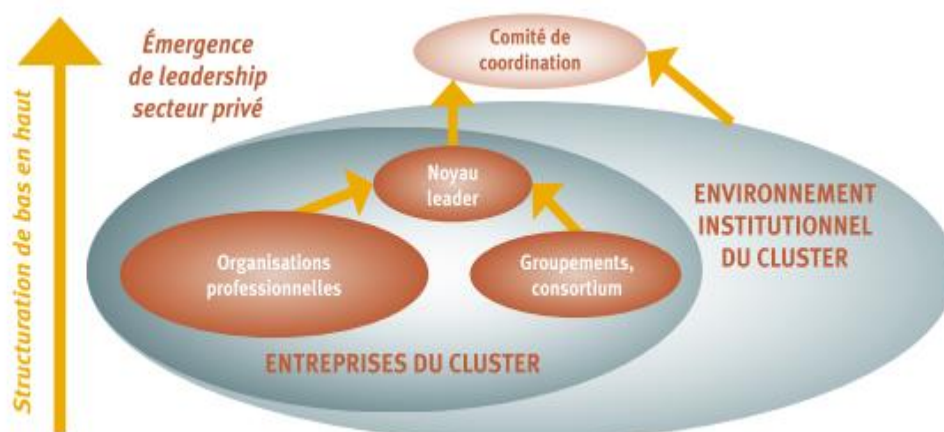 Émergence
de leadership
secteur privé
Comité de
coordination
Structuration de bas en haut
Noyau
leader
ENVIRONNEMENT
INSTITUTIONNEL
DU CLUSTER
Organisations
professionnelles
Groupements,
consortium
ENTREPRISES DU CLUSTER